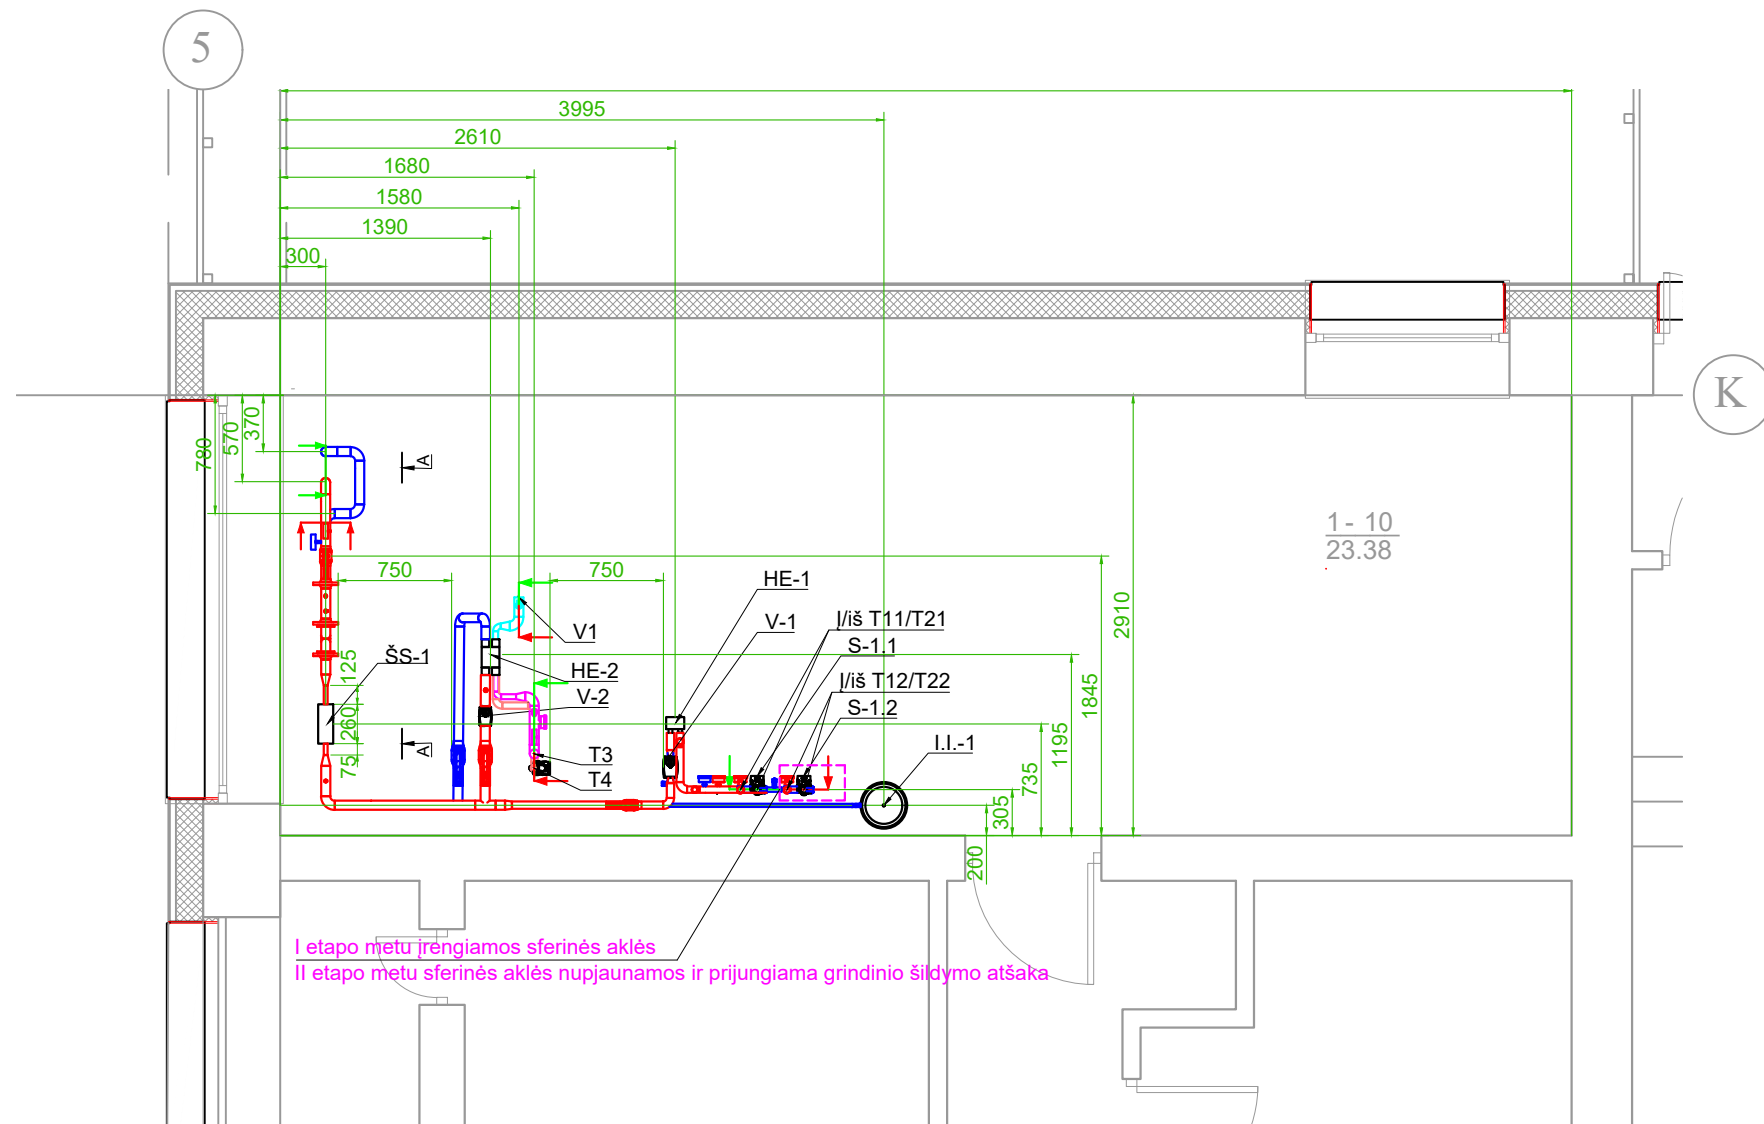 5
3995
2610
1680
1580
1390
300
K
370
570
780
A
1- 10
23.38
750
750
HE-1
2910
Į/iš T11/T21
V-1
V1
S-1.1
ŠS-1
125
HE-2
Į/iš T12/T22
1845
V-2
S-1.2
260
1195
I.I.-1
A
T3
75
735
T4
305
200
I etapo metu įrengiamos sferinės aklės
II etapo metu sferinės aklės nupjaunamos ir prijungiama grindinio šildymo atšaka